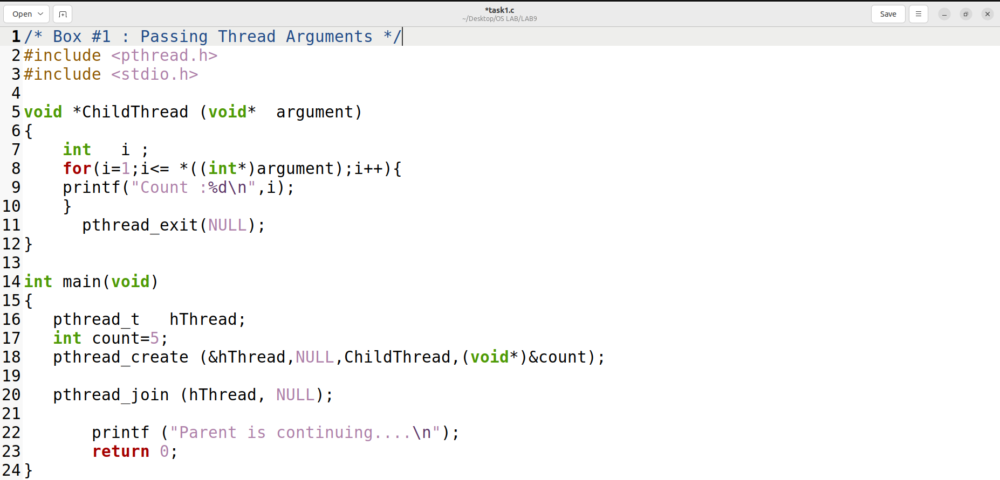 Open
*task1.c
~/Desktop/OS LAB/LAB9
Save
1 /* Box #1 : Passing Thread Arguments */
2 #include <pthread.h>
3 #include <stdio.h>
4
5 void *ChildThread (void*  argument)
6 {
7     int   i ;
8     for(i=1;i<= *((int*)argument);i++){
9     printf("Count :%d\n",i);
10     }
11       pthread_exit(NULL);
12 }
13
14 int main(void)
15 {
16    pthread_t   hThread;
17    int count=5;
18    pthread_create (&hThread,NULL,ChildThread,(void*)&count);
19
20    pthread_join (hThread, NULL);
21
22        printf ("Parent is continuing....\n");
23        return 0;
24 }